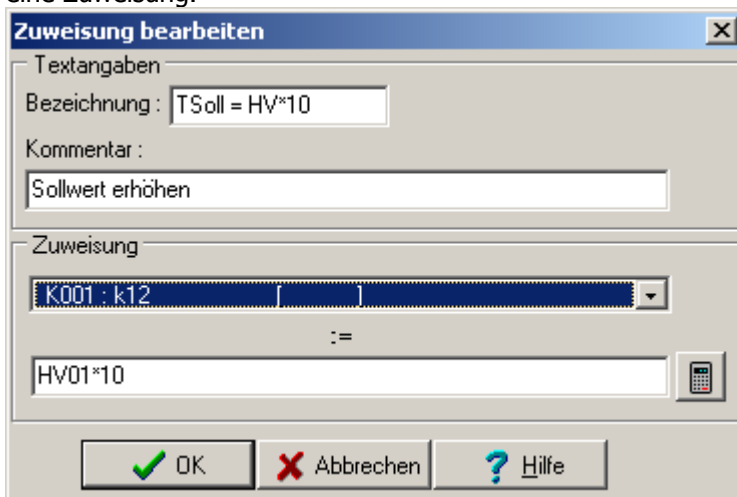 eine Zuweisung:
Zuweisung bearbeiten
Textangaben
Bezeichnung : TSoll = HV*10
Kommentar :
Sollwert erhöhen
Zuweisung
K001 : k12 [ ]
:=
HV01*10
OK Abbrechen Hilfe